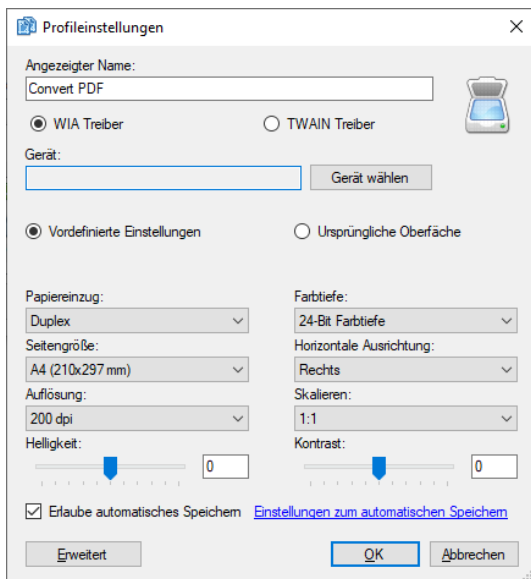 Profileinstellungen
Angezeigter Name:
Convert PDF
WIA Treiber TWAIN Treiber
Gerät:
Gerät wählen
Vordefinierte Einstellungen Ursprüngliche Oberfäche
Papiereinzug: Farbtiefe:
Duplex 24-Bit Farbtiefe
Seitengröße: Horizontale Ausrichtung:
A4 (210x297 mm) Rechts
Auflösung: Skalieren:
200 dpi 1:1
Helligkeit: Kontrast:
0 0
Erlaube automatisches Speichern Einstellungen zum automatischen Speichern
Erweitert OK Abbrechen